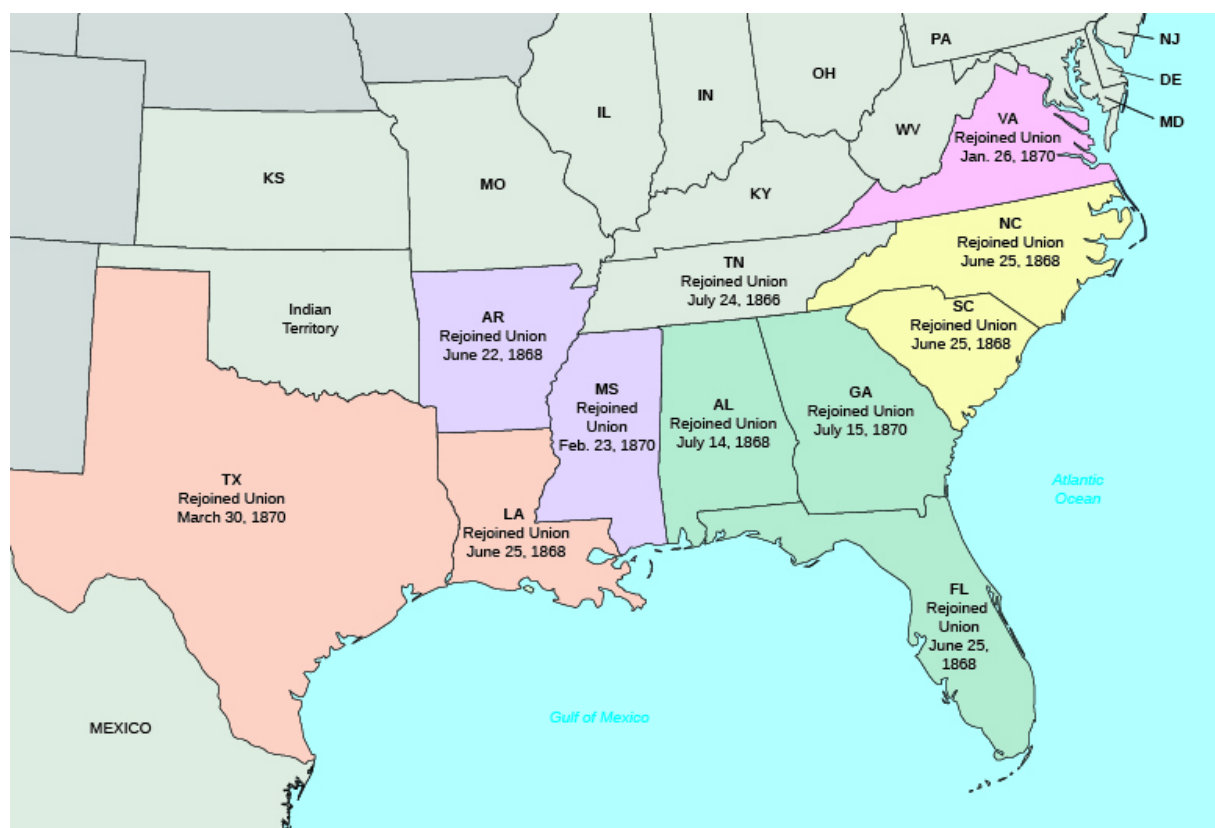 PA
NJ
DE
MD
OH
IN
IL
WV
VA
Rejoined Union
Jan. 26, 1870
KS
MO
KY
NC
Rejoined Union
June 25, 1868
TN
Rejoined Union
July 24, 1866
Indian
Territory
AR
Rejoined Union
June 22, 1868
SC
Rejoined Union
June 25, 1868
MS
Rejoined
Union
Feb. 23, 1870
AL
Rejoined Union
July 14, 1868
GA
Rejoined Union
July 15, 1870
TX
Rejoined Union
March 30, 1870
LA
Rejoined Union
June 25, 1868
Atlantic
Ocean
FL
Rejoined
Union
June 25,
1868
Gulf of Mexico
MEXICO